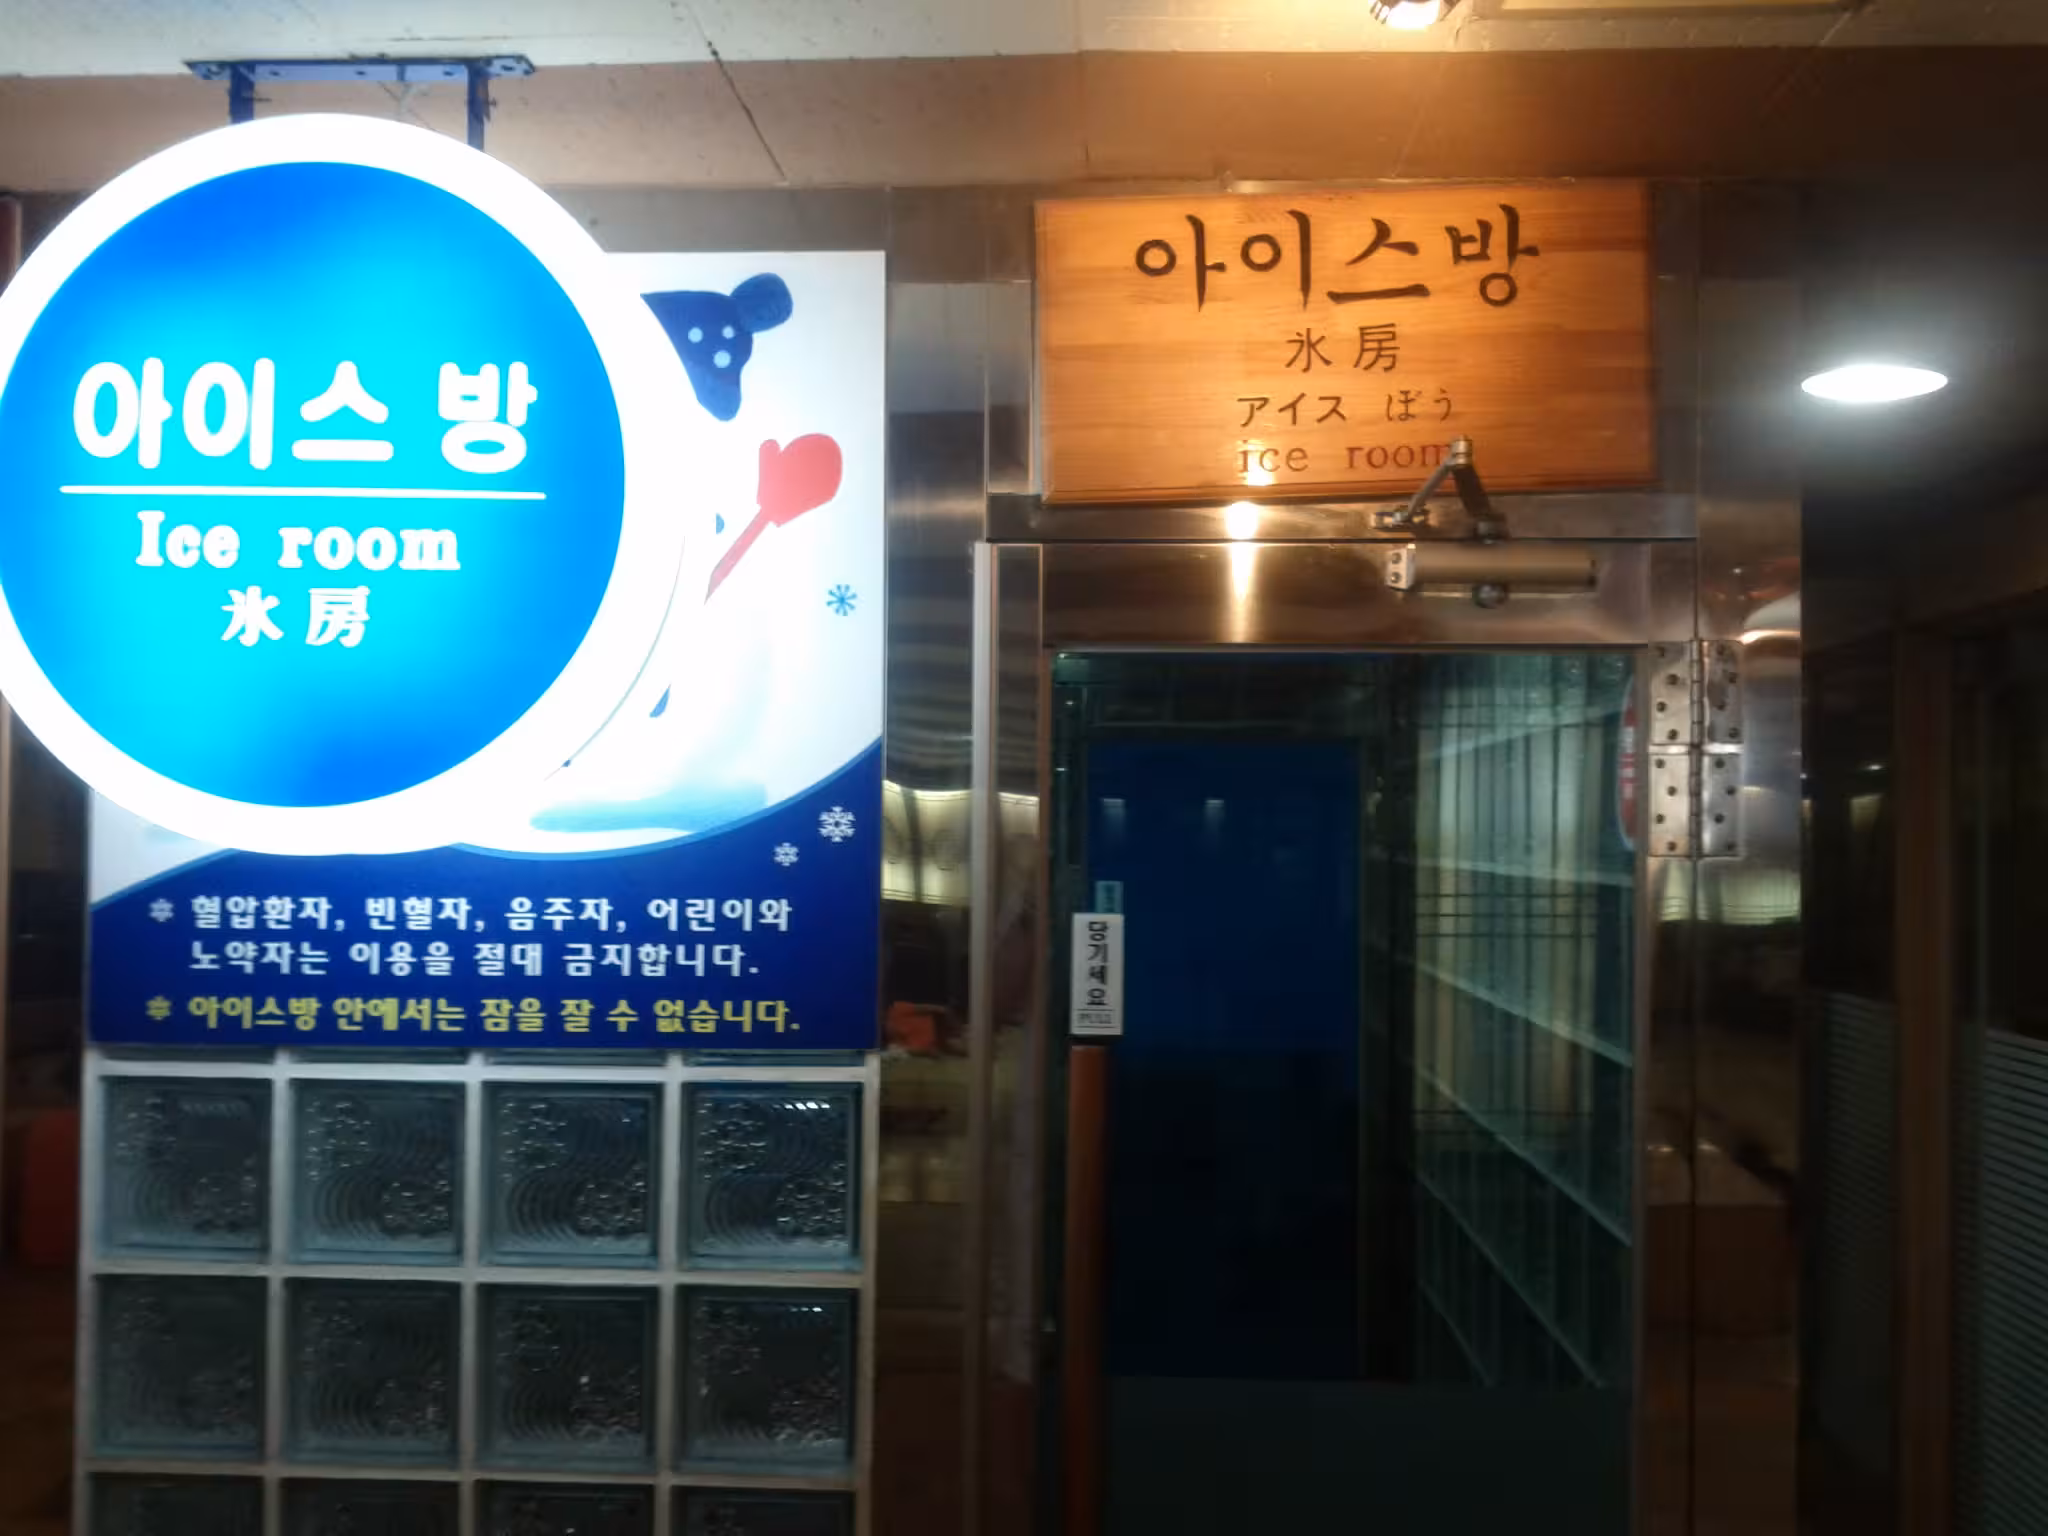 아이스 방
Ice room
氷房
✽ 혈압환자, 빈혈자, 음주자, 어린이와
노약자는 이용을 절대 금지합니다.
✽ 아이스방 안에서는 잠을 잘 수 없습니다.
아이스방
氷房
アイス ぼう
ice room
당기세요
PULL